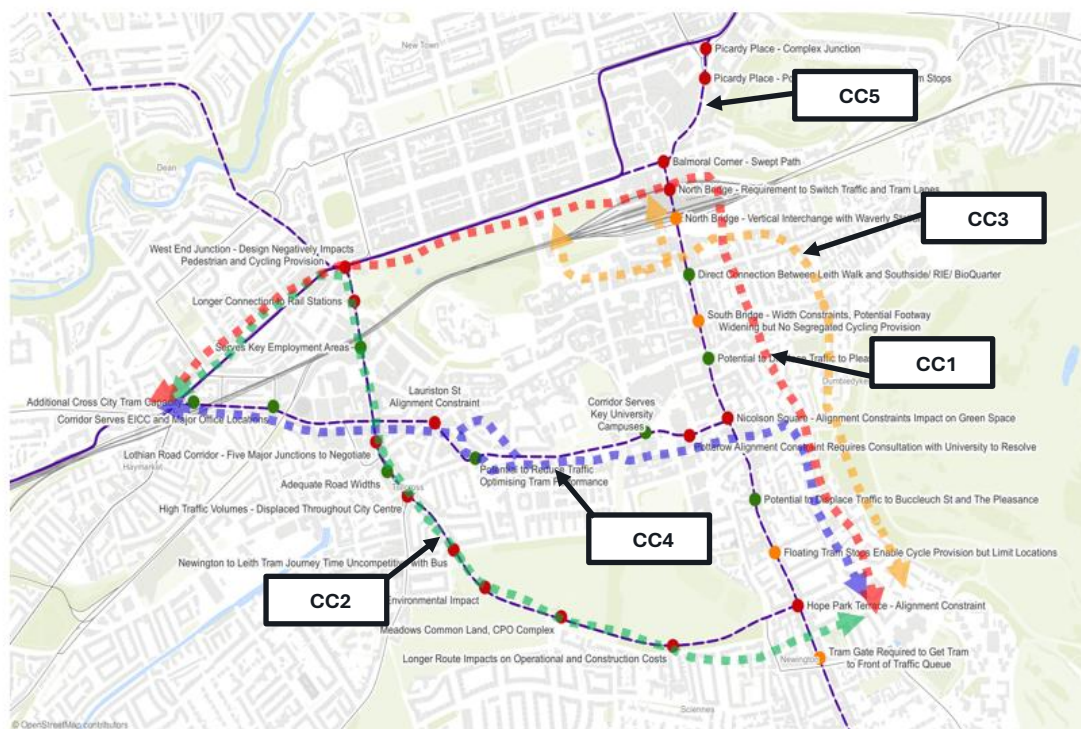 New Town
Picardy Place - Complex Junction
Picardy Place - Po
m Stops
CC5
Dean
Balmoral Corner - Swept Path
North Bridge - Requirement to Switch Traffic and Tram Lanes
CC3
North Bridge - Vertical Interchange with Waverly St
West End Junction - Design Negatively Impacts
Pedestrian and Cycling Provision
Direct Connection Between Leith Walk and Southside/ RIE/ BioQuarter
Longer Connection to Rail Stations
South Bridge - Width Constraints, Potential Footway
Widening but No Segregated Cycling Provision
Serves Key Employment Areas
Potential to Displace Traffic to Plea
CC1
Dumbiedykes
Additional Cross City Tram Capacity
Lauriston St
Alignment Constraint
Corridor Serves
Key University
Campuses
Corridor Serves EICC and Major Office Locations
Nicolson Square - Alignment Constraints Impact on Green Space
Lothian Road Corridor - Five Major Junctions to Negotiate
Haymarket
Potterow Alignment Constraint Requires Consultation with University to Resolve
Potential to Reduce Traffic
Optimising Tram Performance
Adequate Road Widths
Tollcross
High Traffic Volumes - Displaced Throughout City Centre
Potential to Displace Traffic to Buccleuch St and The Pleasance
CC4
Newington to Leith Tram Journey Time Uncompetitive with Bus
Floating Tram Stops Enable Cycle Provision but Limit Locations
CC2
Environmental Impact
Hope Park Terrace - Alignment Constraint
Meadows Common Land, CPO Complex
Longer Route Impacts on Operational and Construction Costs
Newington
Tram Gate Required to Get Tram
to Front of Traffic Queue
Sciennes
© OpenStreetMap contributors